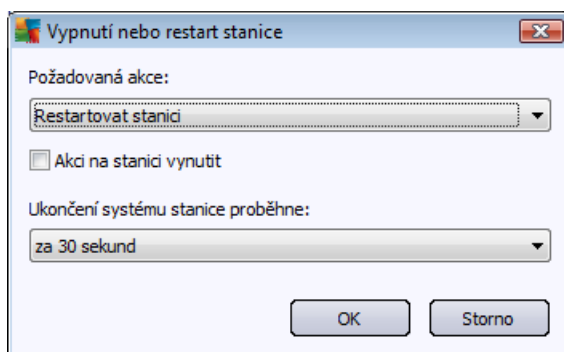 Vypnutí nebo restart stanice
Požadovaná akce:
Restartovat stanici
Akci na stanici vynutit
Ukončení systému stanice proběhne:
za 30 sekund
OK
Storno